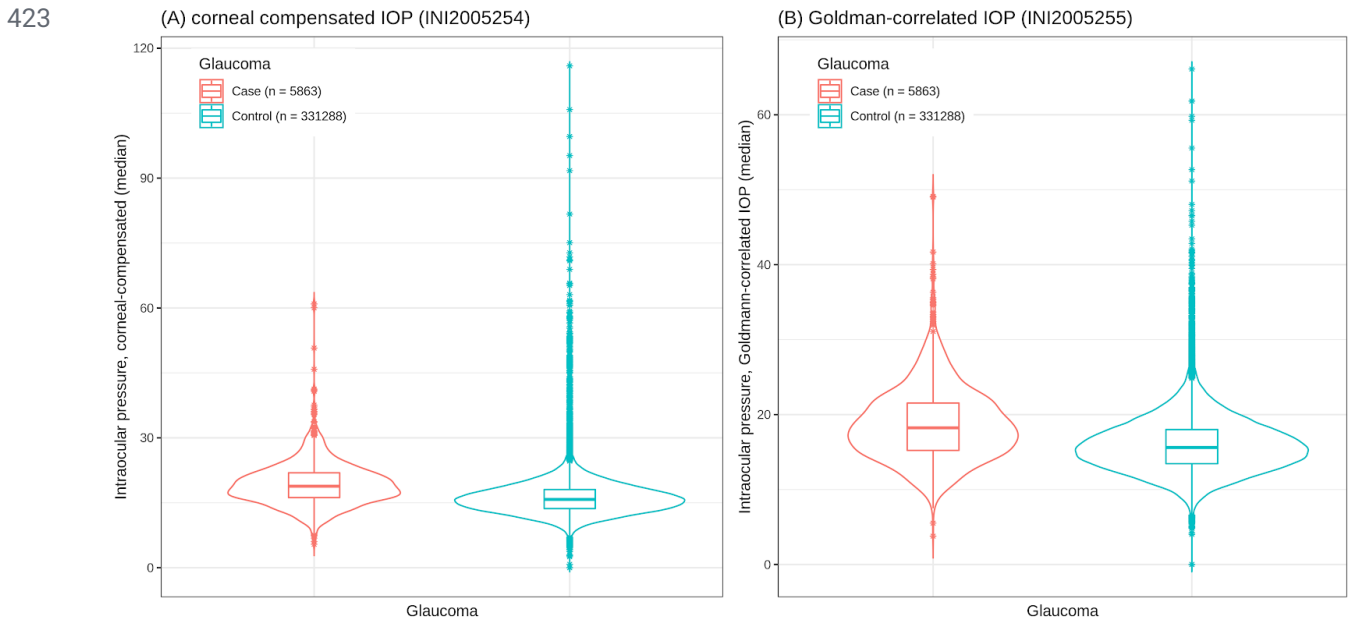 423
(A) corneal compensated IOP (INI2005254)
Intraocular pressure, corneal-compensated (median)
120
90
60
30
0
Glaucoma
Case (n = 5863)
Control (n = 331288)
Glaucoma
(B) Goldman-correlated IOP (INI2005255)
Intraocular pressure, Goldmann-correlated IOP (median)
60
40
20
0
Glaucoma
Case (n = 5863)
Control (n = 331288)
Glaucoma